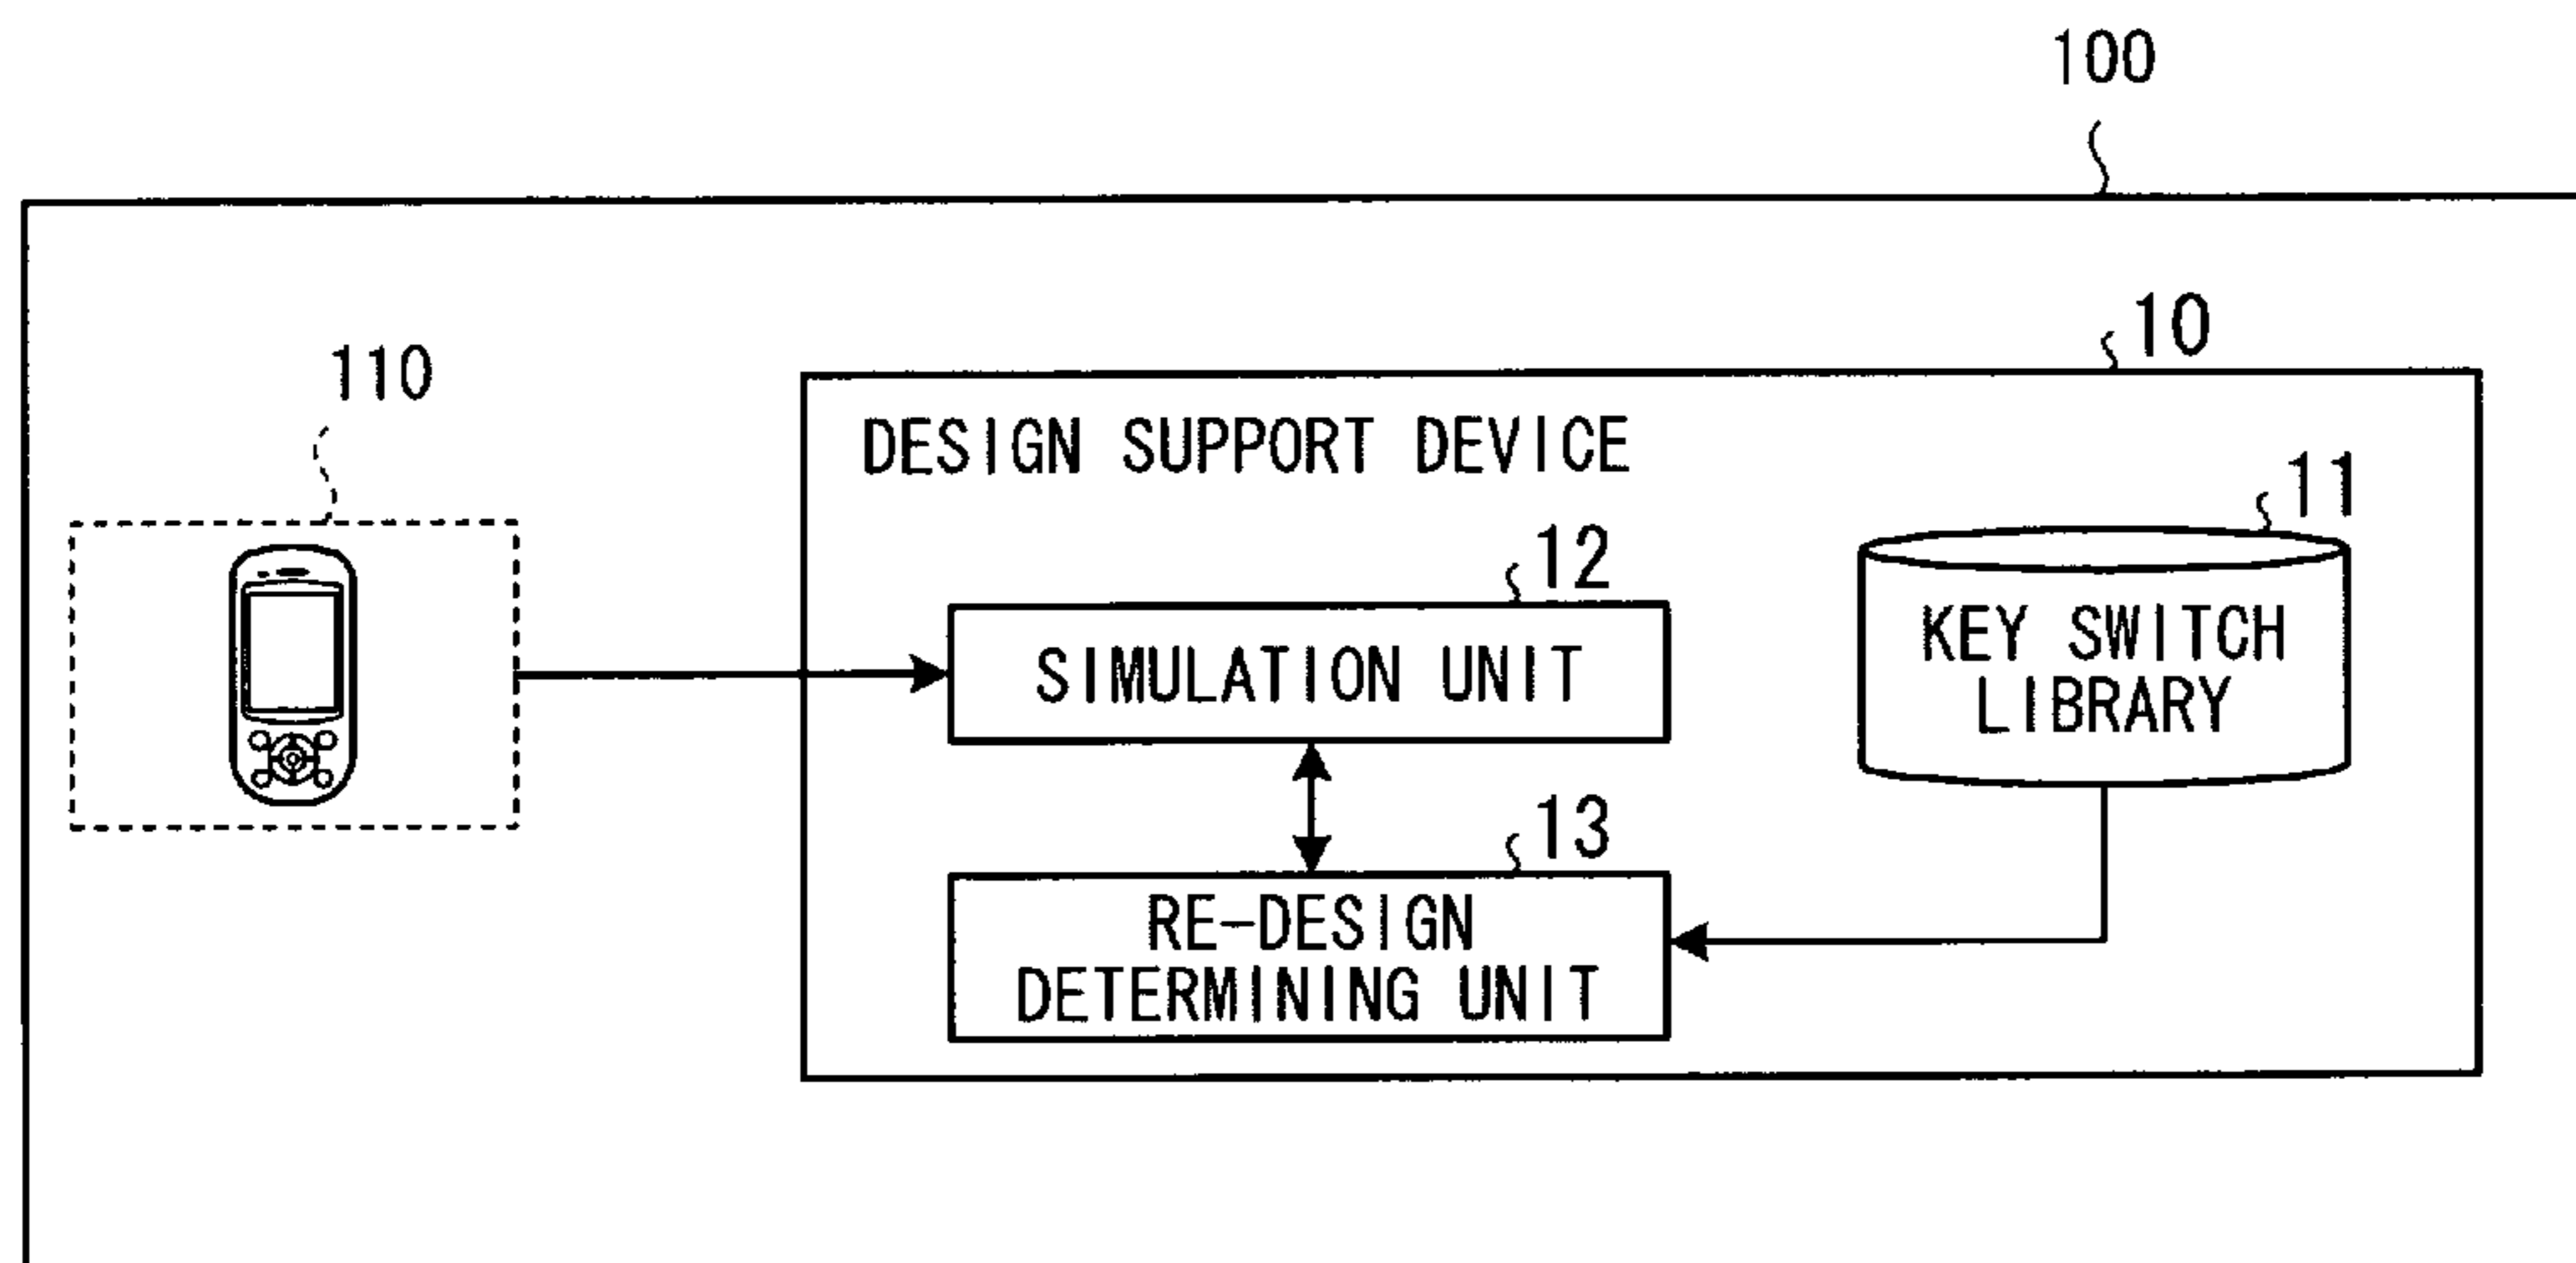 100
10
110
DESIGN SUPPORT DEVICE
11
12
SIMULATION UNIT
KEY SWITCH
LIBRARY
13
RE-DESIGN
DETERMINING UNIT